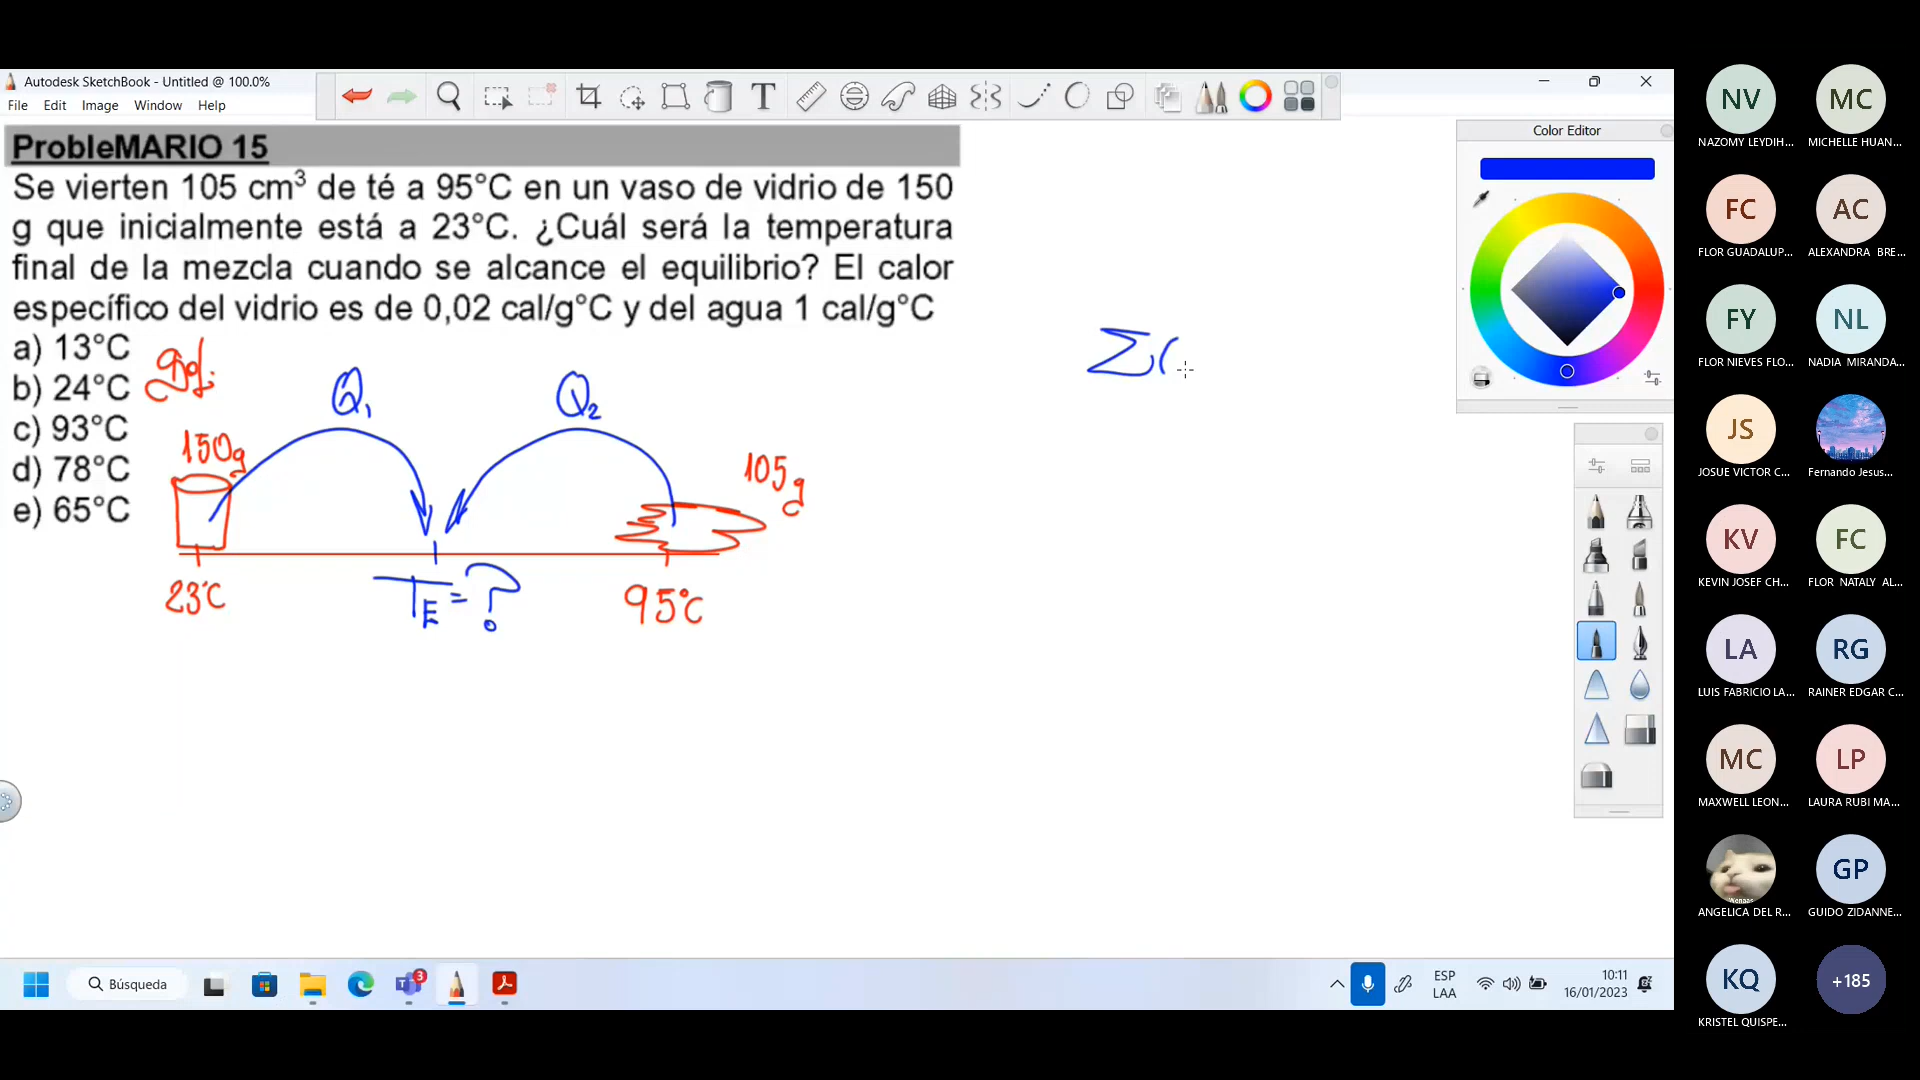 Autodesk SketchBook - Untitled @ 100.0%
File Edit Image Window Help
T
Color Editor
ProbleMARIO 15
Se vierten 105 cm³ de té a 95°C en un vaso de vidrio de 150
g que inicialmente está a 23°C. ¿Cuál será la temperatura
final de la mezcla cuando se alcance el equilibrio? El calor
específico del vidrio es de 0,02 cal/g°C y del agua 1 cal/g°C
a) 13°C
b) 24°C
c) 93°C
d) 78°C
e) 65°C
Sol.
Q₁
Q₂
150g
105g
23°C
T_E = ?
95°C
Σ(
NV
NAZOMY LEYDIH...
MC
MICHELLE HUAN...
FC
FLOR GUADALUP...
AC
ALEXANDRA BRE...
FY
FLOR NIEVES FLO...
NL
NADIA MIRANDA...
JS
JOSUE VICTOR C...
Fernando Jesus...
KV
KEVIN JOSEF CH...
FC
FLOR NATALY AL...
LA
LUIS FABRICIO LA...
RG
RAINER EDGAR C...
MC
MAXWELL LEON...
LP
LAURA RUBI MA...
ANGELICA DEL R...
GP
GUIDO ZIDANNE...
KQ
KRISTEL QUISPE...
+185
Búsqueda
3
ESP
LAA
10:11
16/01/2023